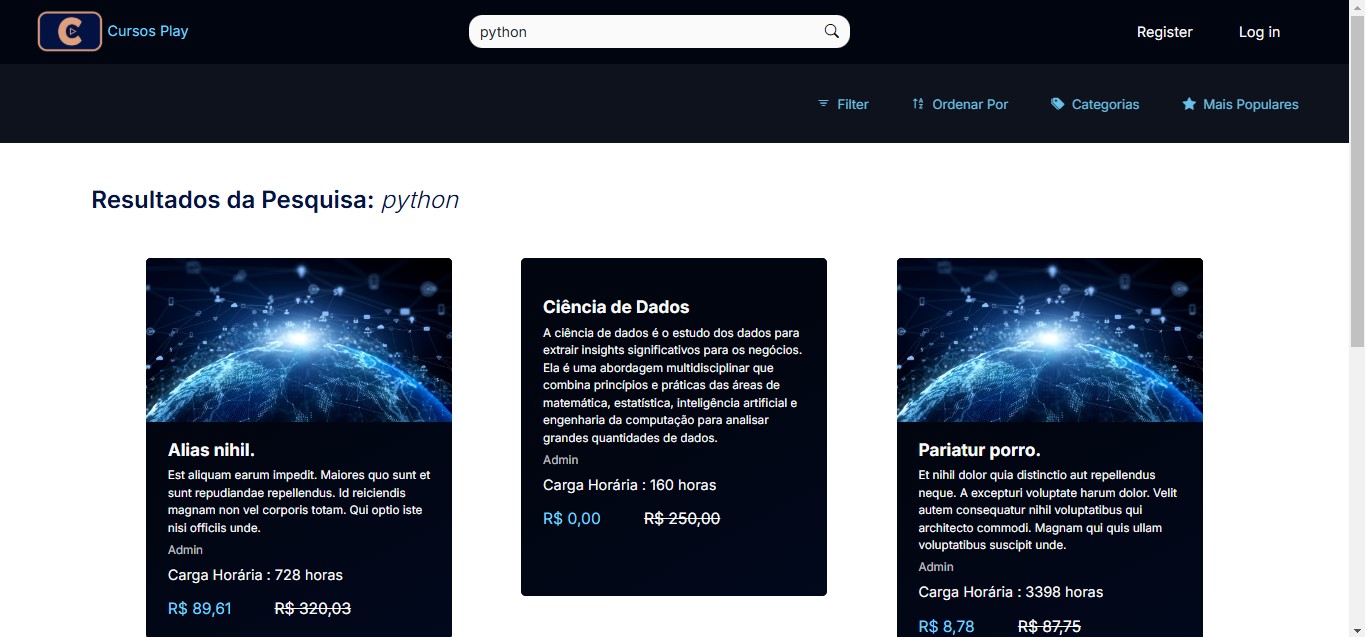 Cursos Play
python
Register
Log in
Filter
Ordenar Por
Categorias
Mais Populares
Resultados da Pesquisa: python
Alias nihil.
Est aliquam earum impedit. Maiores quo sunt et
sunt repudiandae repellendus. Id reiciendis
magnam non vel corporis totam. Qui optio iste
nisi officiis unde.
Admin
Carga Horária : 728 horas
R$ 89,61 R$ 320,03
Ciência de Dados
A ciência de dados é o estudo dos dados para
extrair insights significativos para os negócios.
Ela é uma abordagem multidisciplinar que
combina princípios e práticas das áreas de
matemática, estatística, inteligência artificial e
engenharia da computação para analisar
grandes quantidades de dados.
Admin
Carga Horária : 160 horas
R$ 0,00 R$ 250,00
Pariatur porro.
Et nihil dolor quia distinctio aut repellendus
neque. A excepturi voluptate harum dolor. Velit
autem consequatur nihil voluptatibus qui
architecto commodi. Magnam qui quis ullam
voluptatibus suscipit unde.
Admin
Carga Horária : 3398 horas
R$ 8,78 R$ 87,75